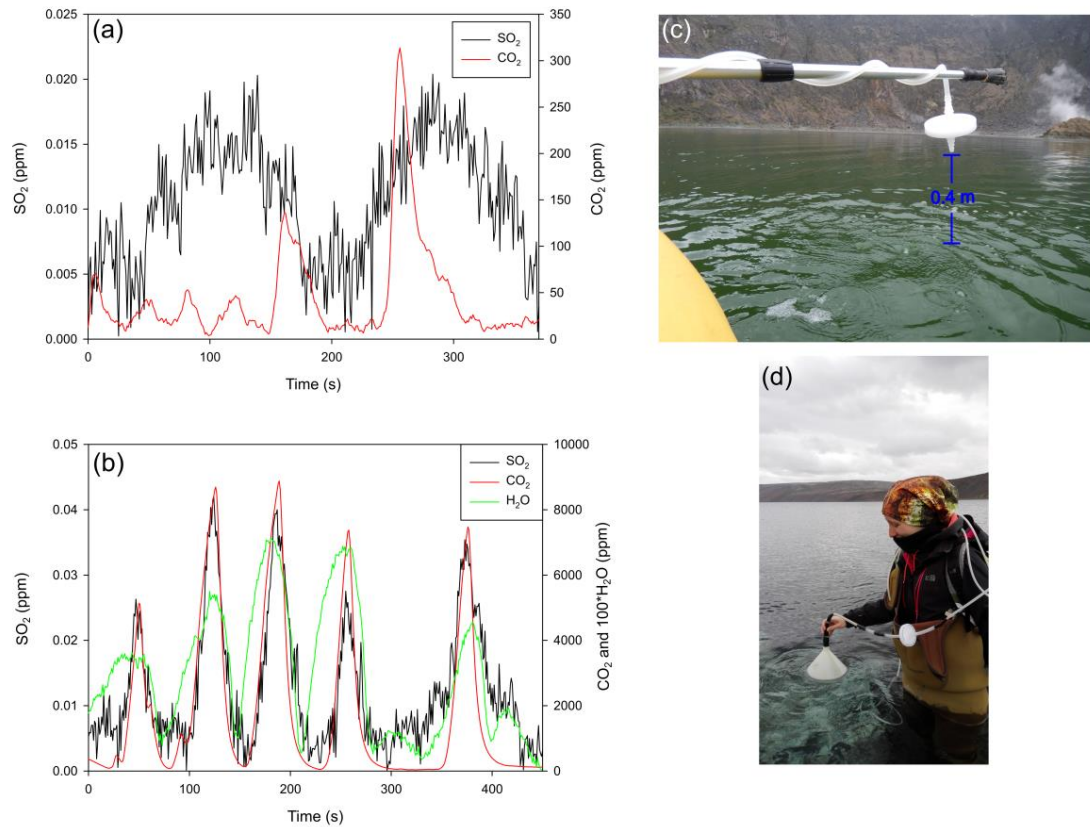 (a)
SO₂
CO₂
0.025
0.020
0.015
0.010
0.005
0.000
SO₂ (ppm)
350
300
250
200
150
100
50
0
CO₂ (ppm)
0 100 200 300
Time (s)
(b)
SO₂
CO₂
H₂O
0.05
0.04
0.03
0.02
0.01
0.00
SO₂ (ppm)
10000
8000
6000
4000
2000
0
CO₂ and 100*H₂O (ppm)
0 100 200 300 400
Time (s)
(c)
0.4 m
(d)